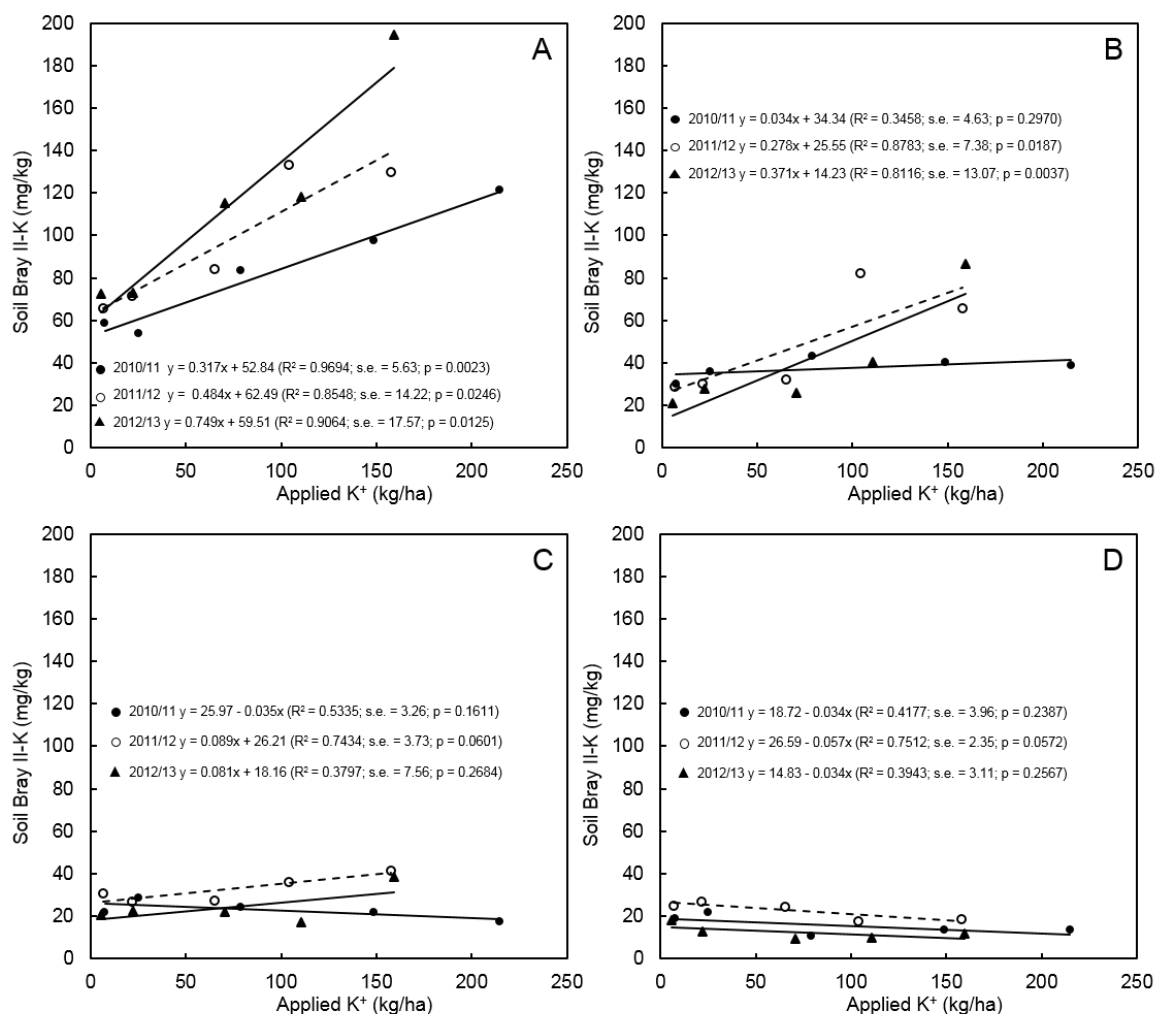 A
200
180
160
140
120
100
80
60
40
20
0
Soil Bray II-K (mg/kg)
2010/11 y = 0.317x + 52.84 (R² = 0.9694; s.e. = 5.63; p = 0.0023)
2011/12 y = 0.484x + 62.49 (R² = 0.8548; s.e. = 14.22; p = 0.0246)
2012/13 y = 0.749x + 59.51 (R² = 0.9064; s.e. = 17.57; p = 0.0125)
0 50 100 150 200 250
Applied K⁺ (kg/ha)
B
200
180
160
140
120
100
80
60
40
20
0
Soil Bray II-K (mg/kg)
2010/11 y = 0.034x + 34.34 (R² = 0.3458; s.e. = 4.63; p = 0.2970)
2011/12 y = 0.278x + 25.55 (R² = 0.8783; s.e. = 7.38; p = 0.0187)
2012/13 y = 0.371x + 14.23 (R² = 0.8116; s.e. = 13.07; p = 0.0037)
0 50 100 150 200 250
Applied K⁺ (kg/ha)
C
200
180
160
140
120
100
80
60
40
20
0
Soil Bray II-K (mg/kg)
2010/11 y = 25.97 - 0.035x (R² = 0.5335; s.e. = 3.26; p = 0.1611)
2011/12 y = 0.089x + 26.21 (R² = 0.7434; s.e. = 3.73; p = 0.0601)
2012/13 y = 0.081x + 18.16 (R² = 0.3797; s.e. = 7.56; p = 0.2684)
0 50 100 150 200 250
Applied K⁺ (kg/ha)
D
200
180
160
140
120
100
80
60
40
20
0
Soil Bray II-K (mg/kg)
2010/11 y = 18.72 - 0.034x (R² = 0.4177; s.e. = 3.96; p = 0.2387)
2011/12 y = 26.59 - 0.057x (R² = 0.7512; s.e. = 2.35; p = 0.0572)
2012/13 y = 14.83 - 0.034x (R² = 0.3943; s.e. = 3.11; p = 0.2567)
0 50 100 150 200 250
Applied K⁺ (kg/ha)